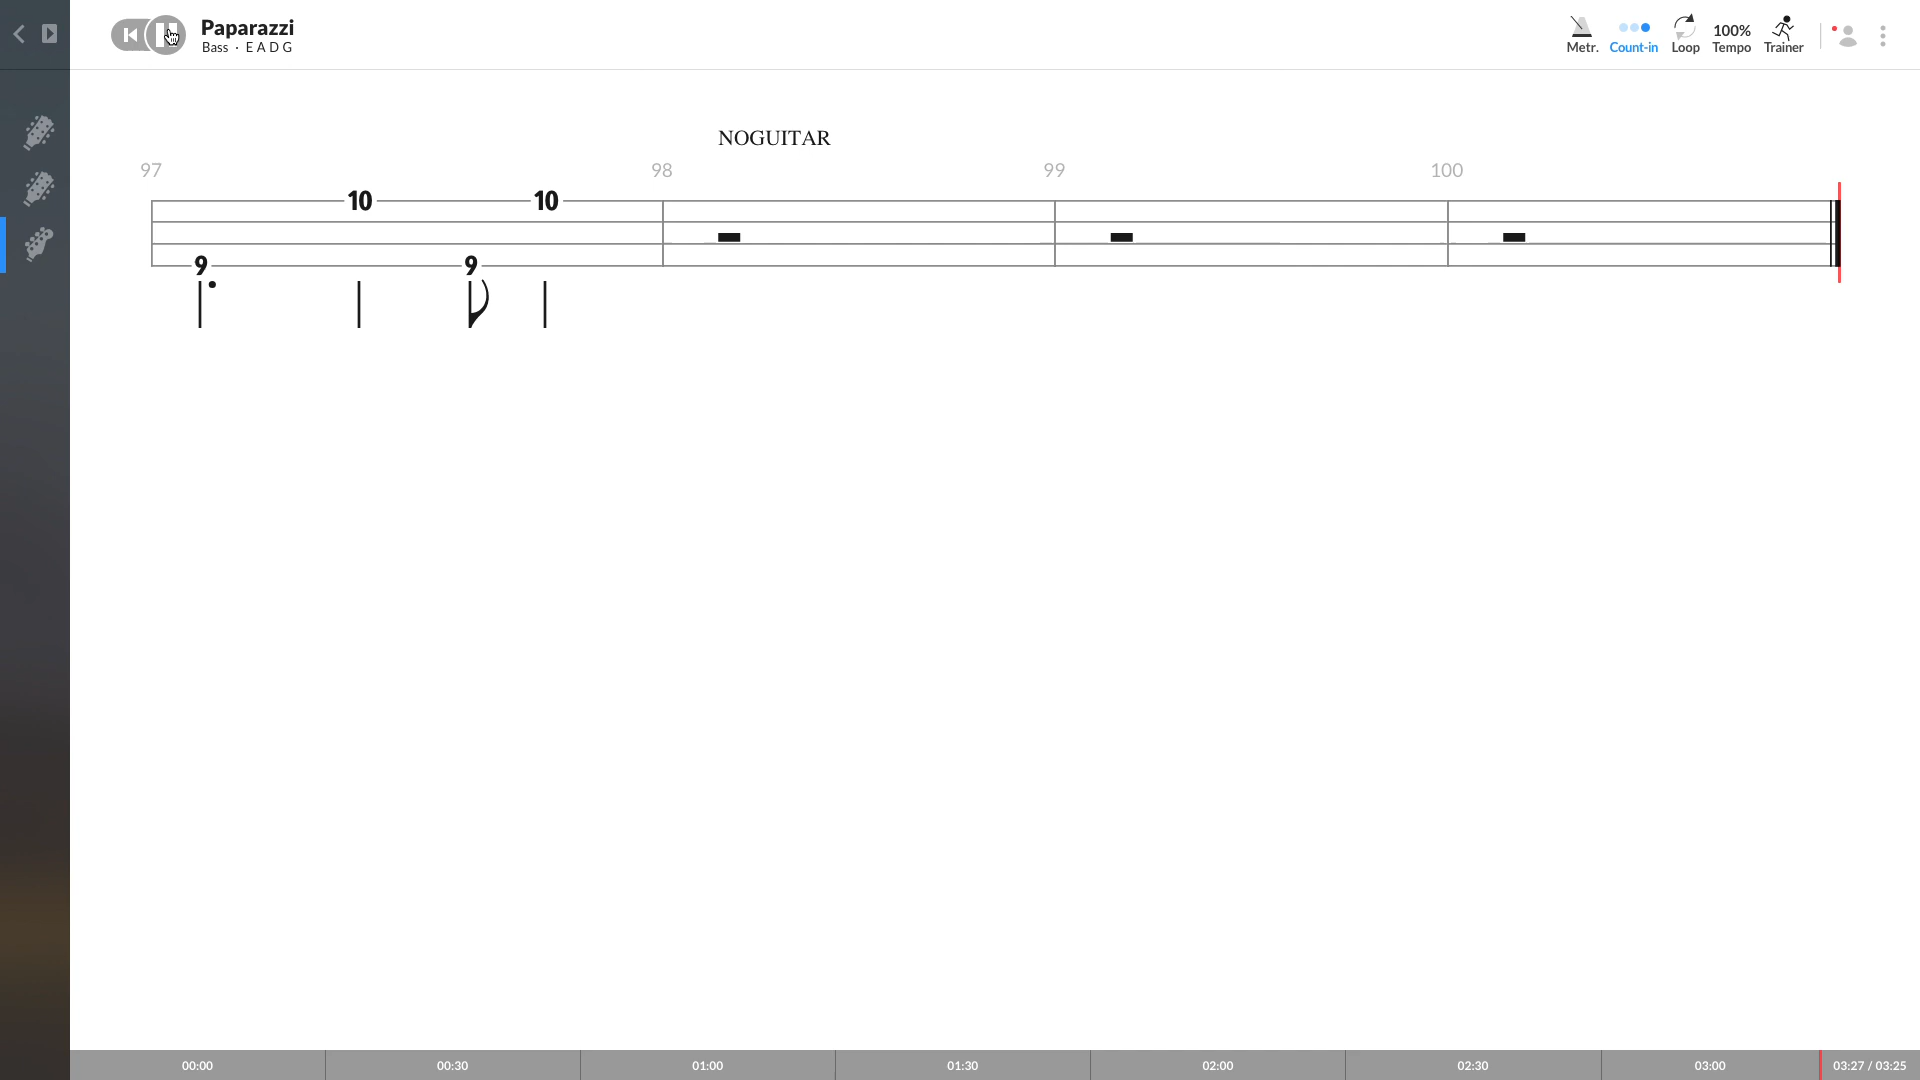 Paparazzi
Bass · E A D G
Metr.
Count-in
Loop
100%
Tempo
Trainer
NOGUITAR
97 98 99 100
10 10
9 9
00:00 00:30 01:00 01:30 02:00 02:30 03:00 03:27 / 03:25